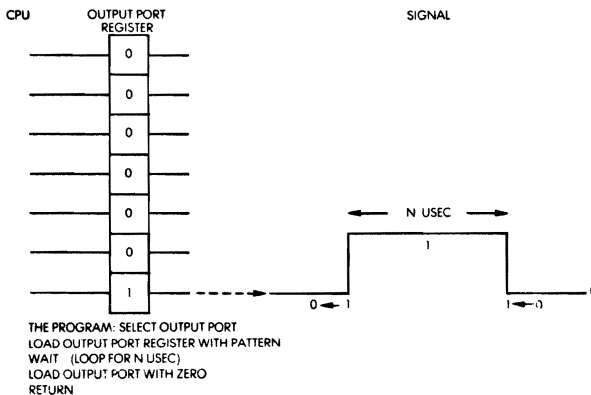 CPU
OUTPUT PORT
REGISTER
SIGNAL
0
0
0
0
0
0
1
N USEC
1
0 1
1 0
THE PROGRAM: SELECT OUTPUT PORT
LOAD OUTPUT PORT REGISTER WITH PATTERN
WAIT (LOOP FOR N USEC)
LOAD OUTPUT PORT WITH ZERO
RETURN